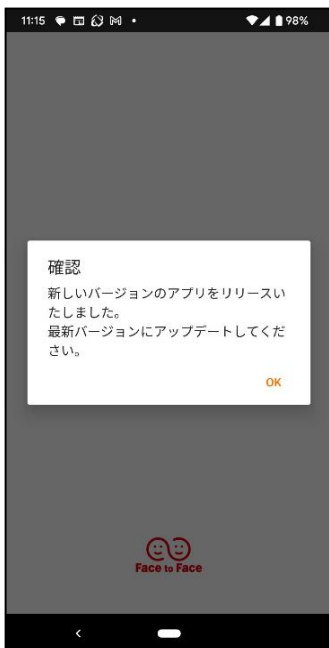 11:15
98%
確認
新しいバージョンのアプリをリリースい
たしました。
最新バージョンにアップデートしてくだ
さい。
OK
Face to Face